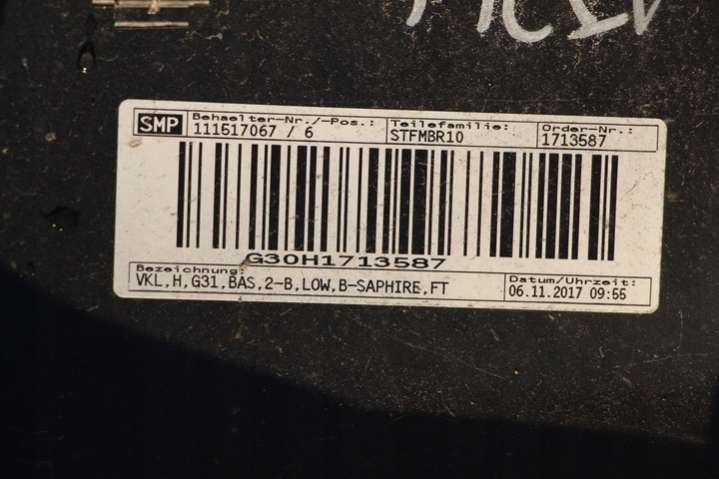 SMP Behaelter-Nr./-Pos.: Teilefamilie: Order-Nr.:
111517067 / 6 STFMBR10 1713587
G30H1713587
Bezeichnung: Datum/Uhrzeit:
VKL,H,G31,BAS,2-B,LOW,B-SAPHIRE,FT 06.11.2017 09:55